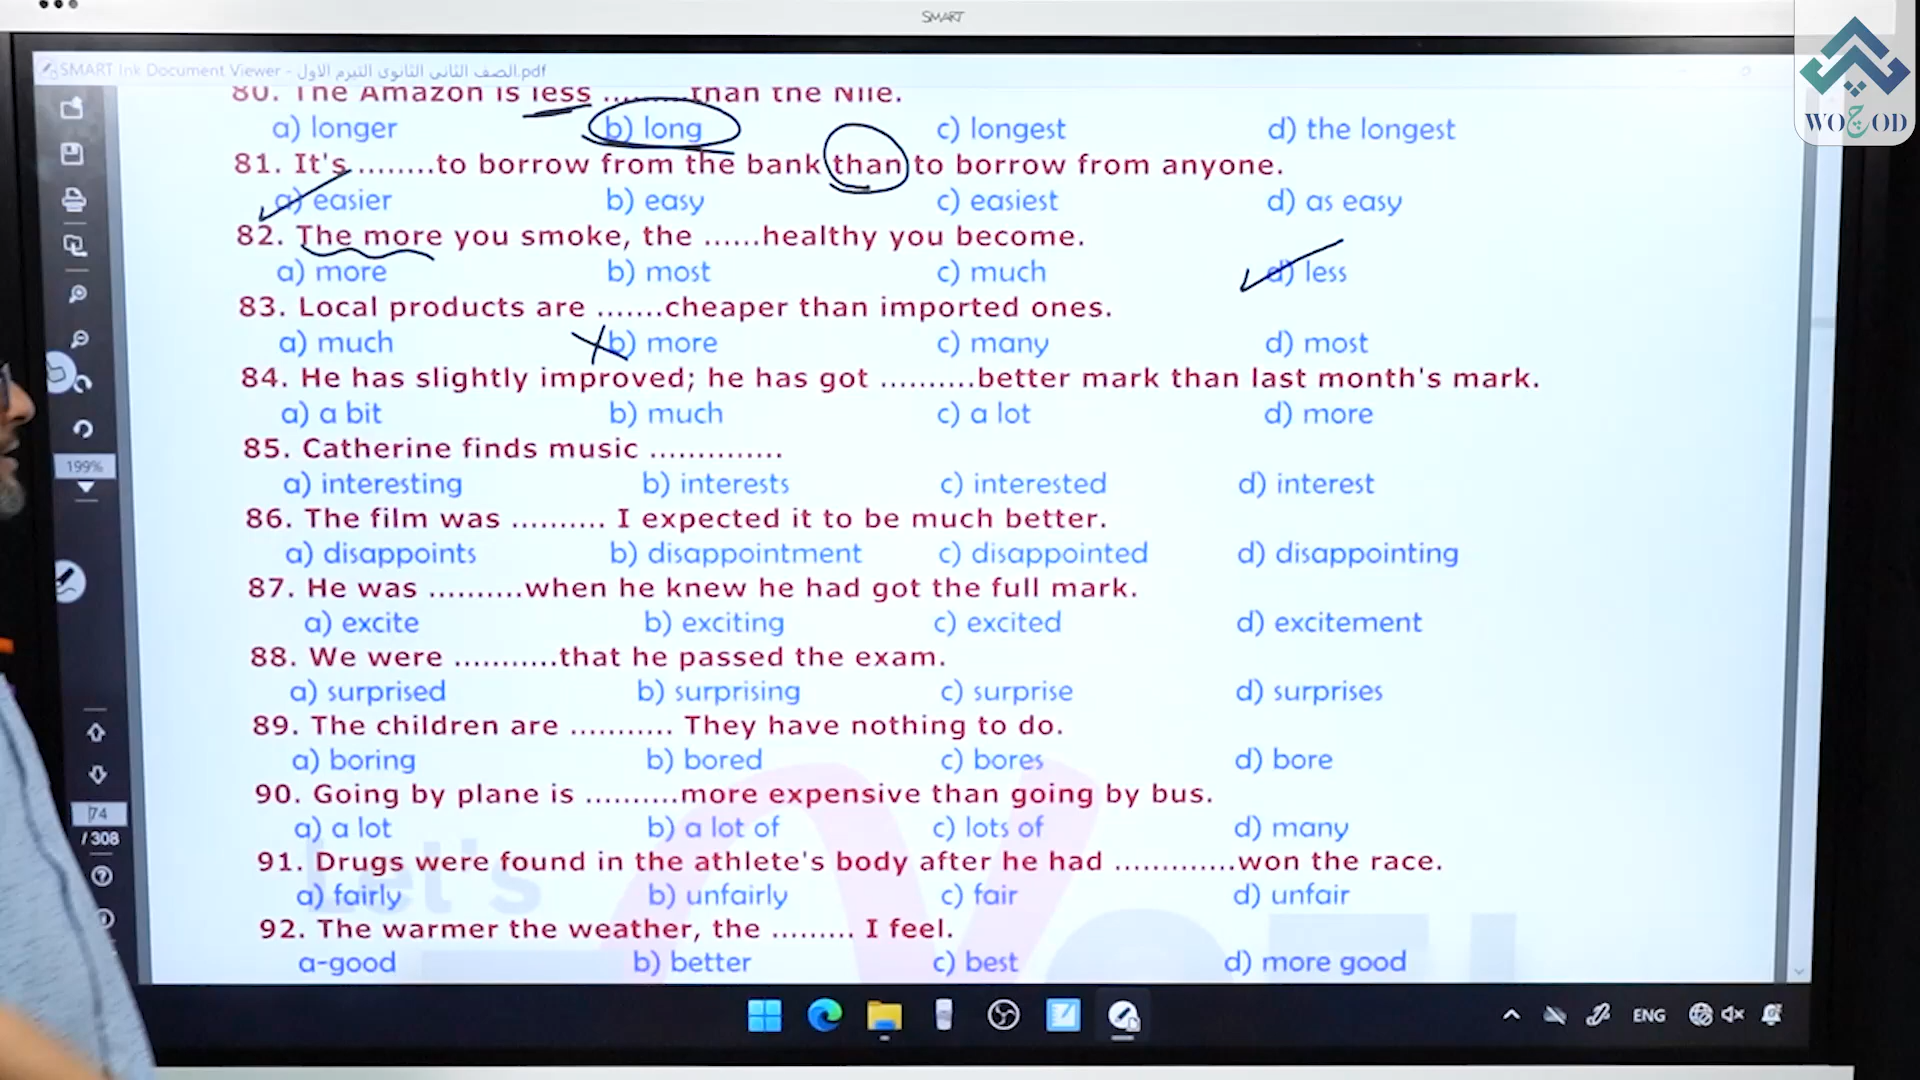 SMART
SMART Ink Document Viewer - الصف الثانى الثانوى التيرم الاول.pdf
WOچOD
80. The Amazon is less .........than the Nile.
a) longer b) long c) longest d) the longest
81. It's ........to borrow from the bank than to borrow from anyone.
a) easier b) easy c) easiest d) as easy
82. The more you smoke, the ......healthy you become.
a) more b) most c) much d) less
83. Local products are .......cheaper than imported ones.
a) much b) more c) many d) most
84. He has slightly improved; he has got ..........better mark than last month's mark.
a) a bit b) much c) a lot d) more
85. Catherine finds music ..............
a) interesting b) interests c) interested d) interest
86. The film was .......... I expected it to be much better.
a) disappoints b) disappointment c) disappointed d) disappointing
87. He was ..........when he knew he had got the full mark.
a) excite b) exciting c) excited d) excitement
88. We were ...........that he passed the exam.
a) surprised b) surprising c) surprise d) surprises
89. The children are ........... They have nothing to do.
a) boring b) bored c) bores d) bore
90. Going by plane is ..........more expensive than going by bus.
a) a lot b) a lot of c) lots of d) many
91. Drugs were found in the athlete's body after he had .............won the race.
a) fairly b) unfairly c) fair d) unfair
92. The warmer the weather, the ......... I feel.
a-good b) better c) best d) more good
199%
74
/ 308
Let's
ENG